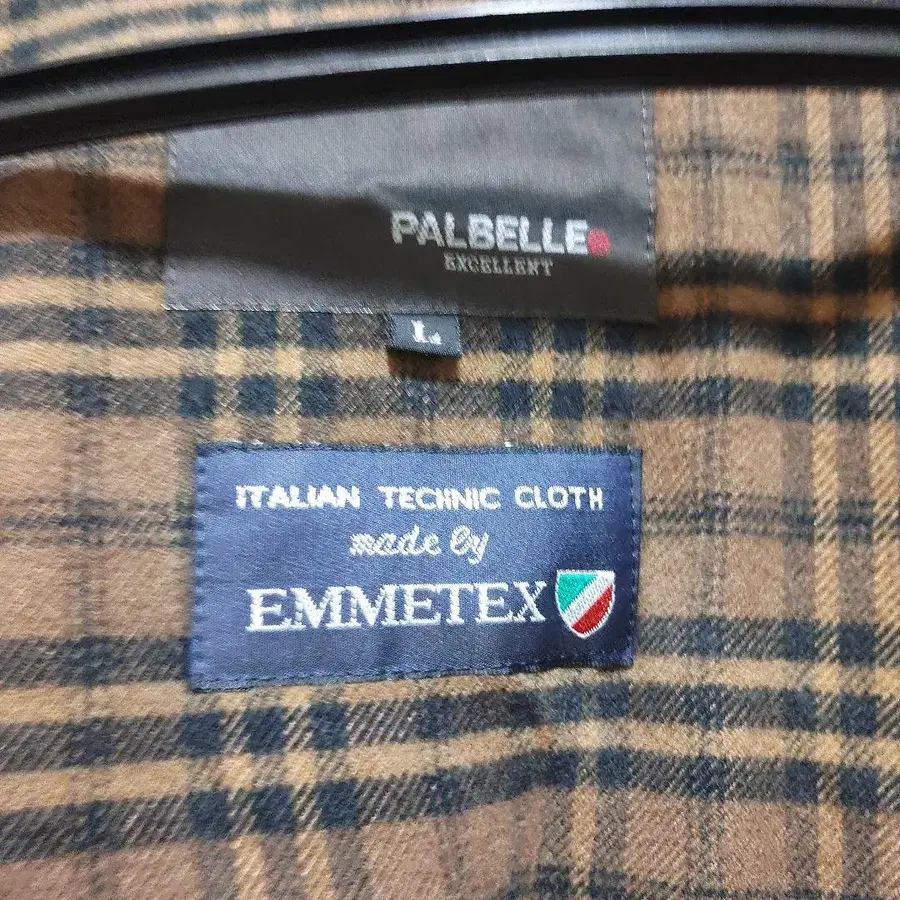 PALBELLE
EXCELLENT
L
ITALIAN TECHNIC CLOTH
made by
EMMETEX